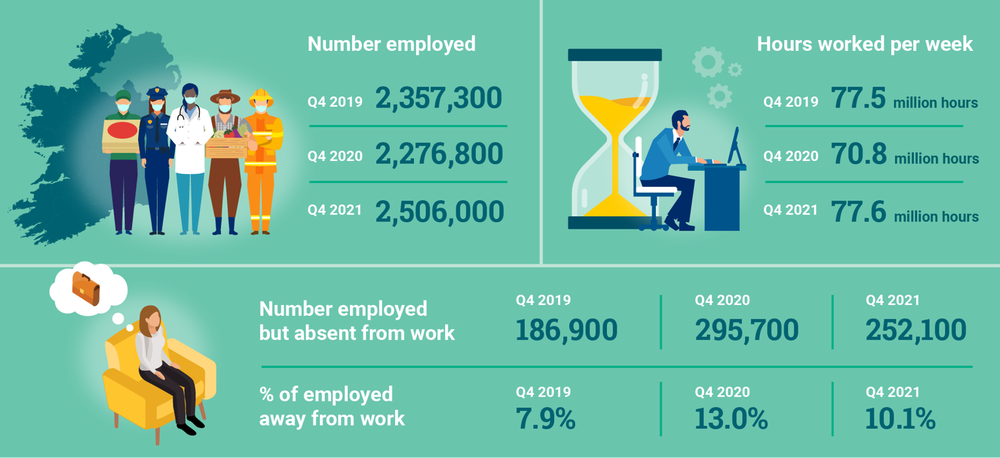 Number employed
Q4 2019 2,357,300
Q4 2020 2,276,800
Q4 2021 2,506,000
Hours worked per week
Q4 2019 77.5 million hours
Q4 2020 70.8 million hours
Q4 2021 77.6 million hours
Number employed
but absent from work
Q4 2019 Q4 2020 Q4 2021
186,900 295,700 252,100
% of employed
away from work
Q4 2019 Q4 2020 Q4 2021
7.9% 13.0% 10.1%